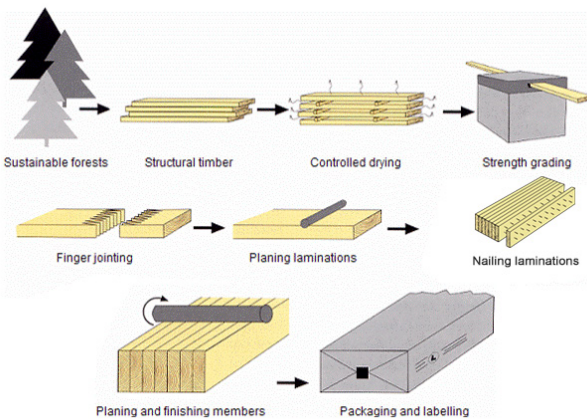 Sustainable forests
Structural timber
Controlled drying
Strength grading
Finger jointing
Planing laminations
Nailing laminations
Planing and finishing members
Packaging and labelling